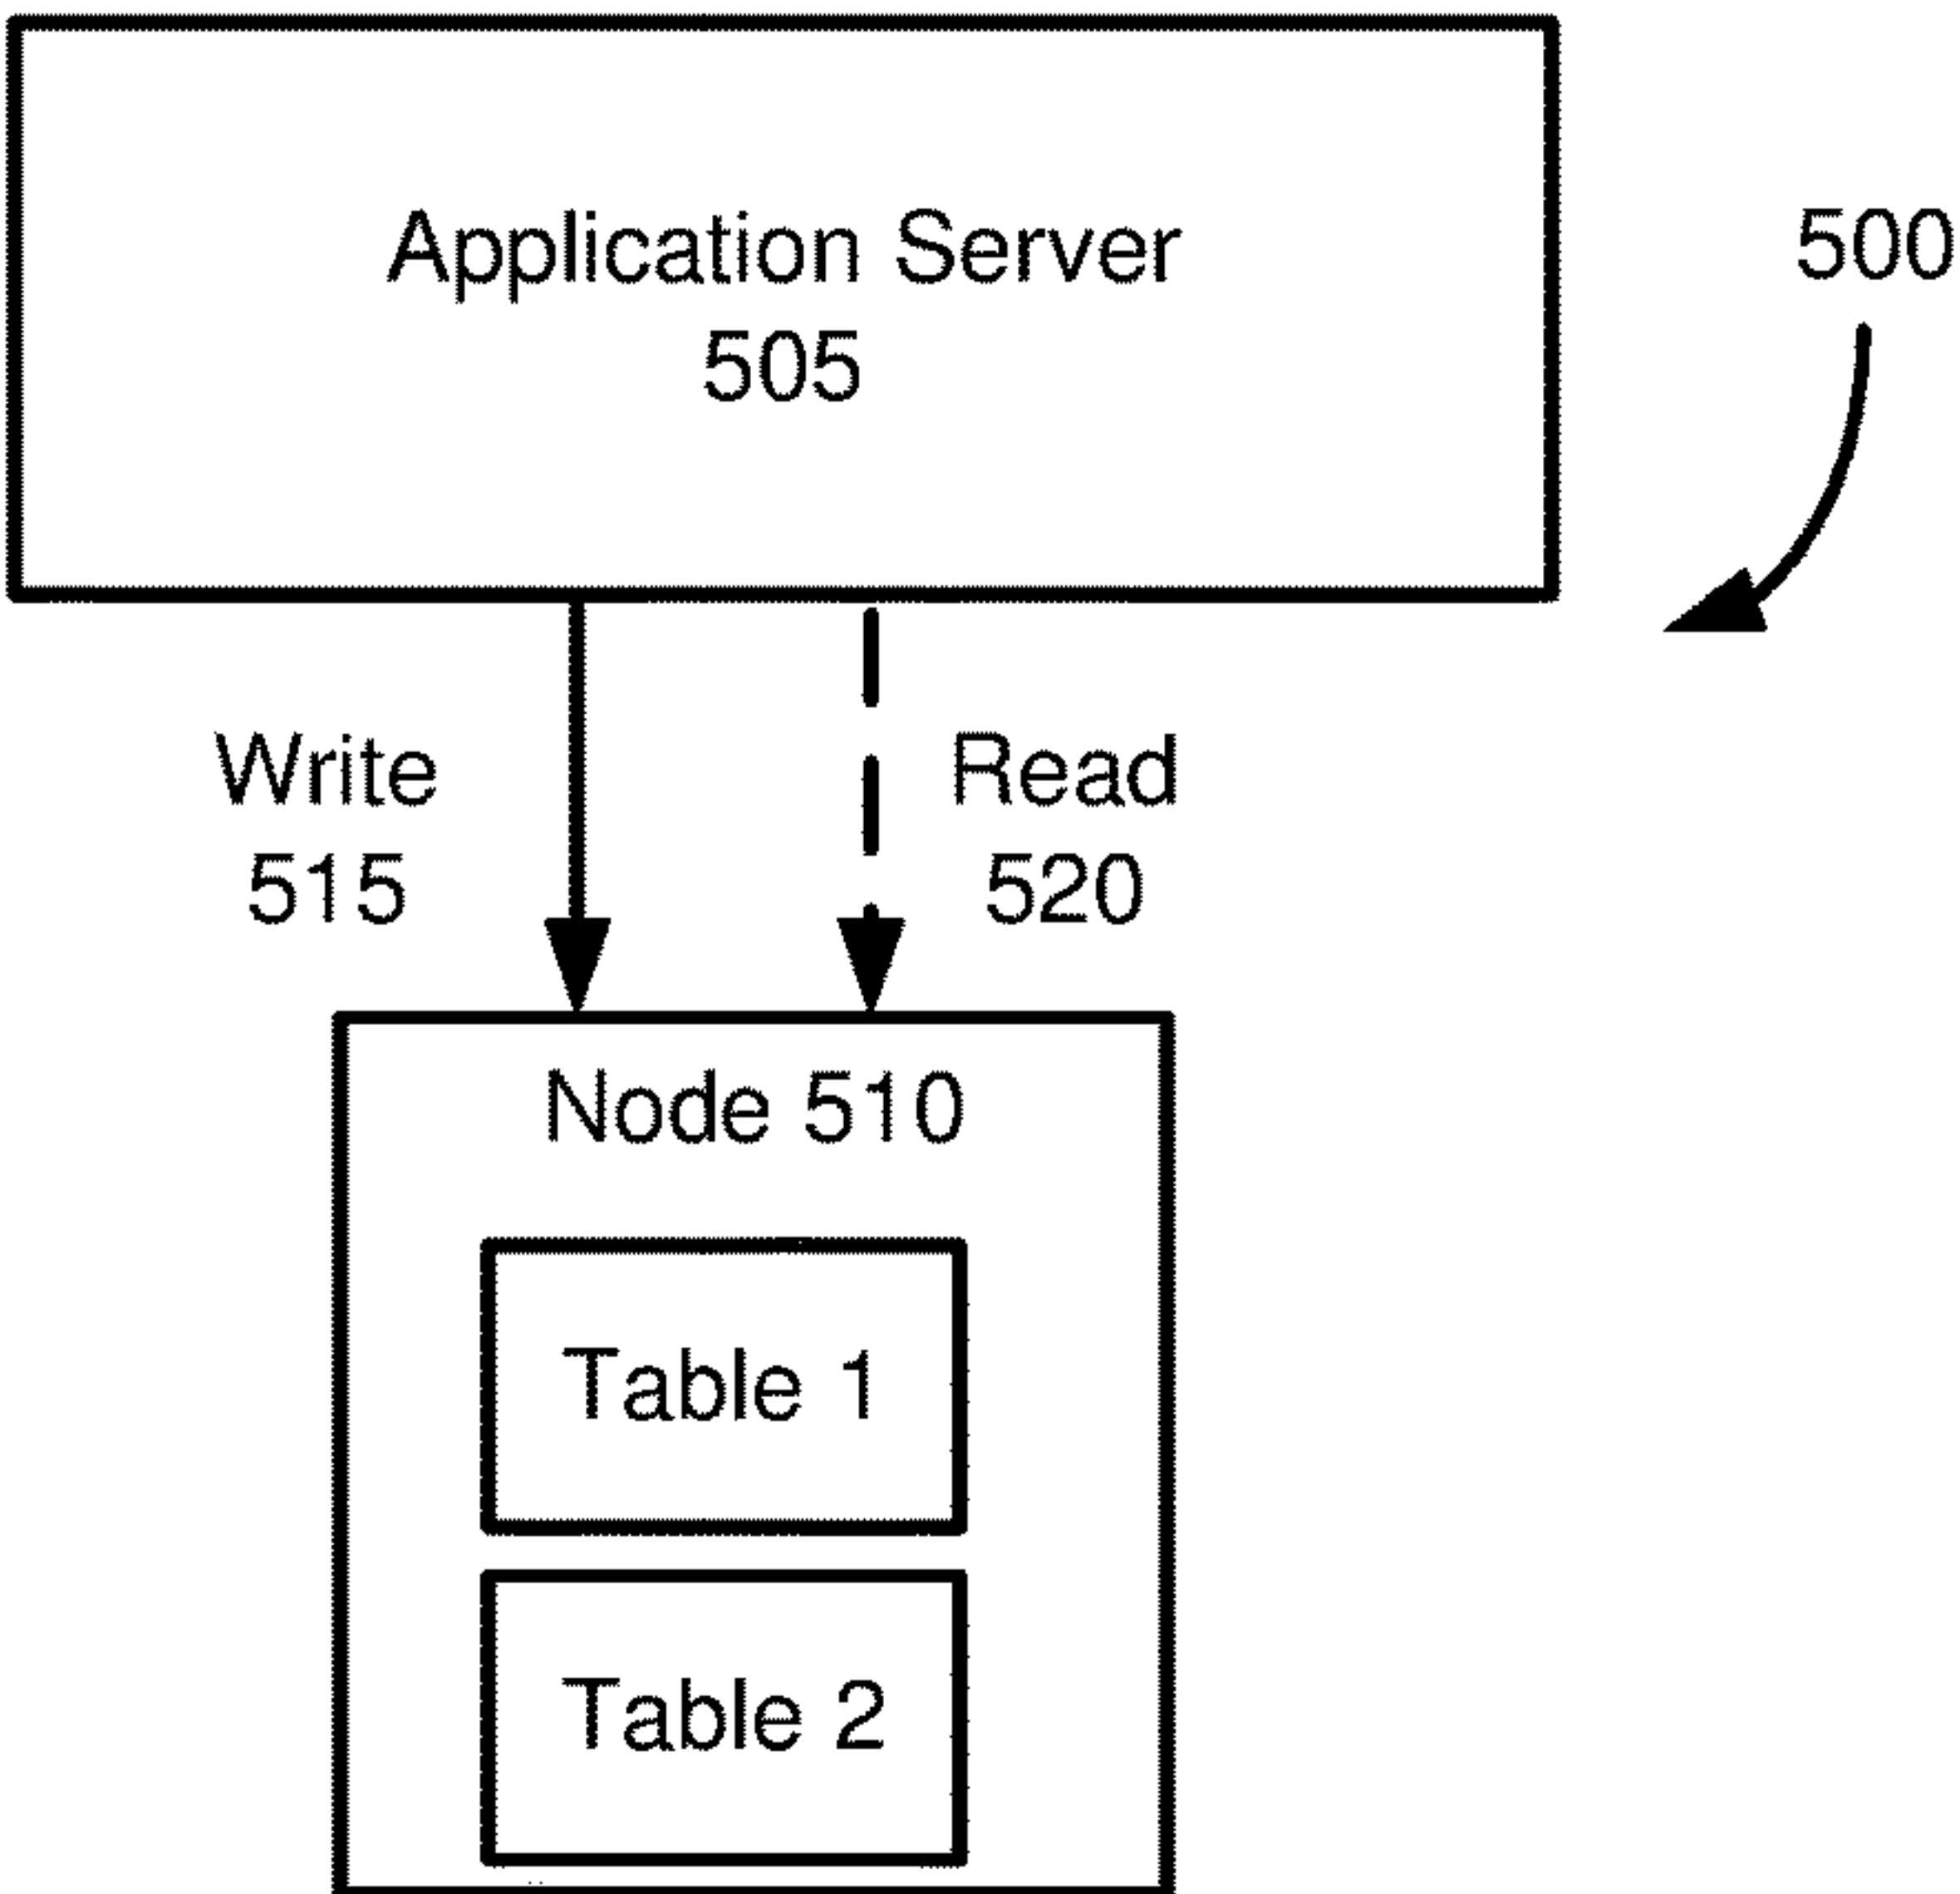 Application Server
505
500
Write
515
Read
520
Node 510
Table 1
Table 2